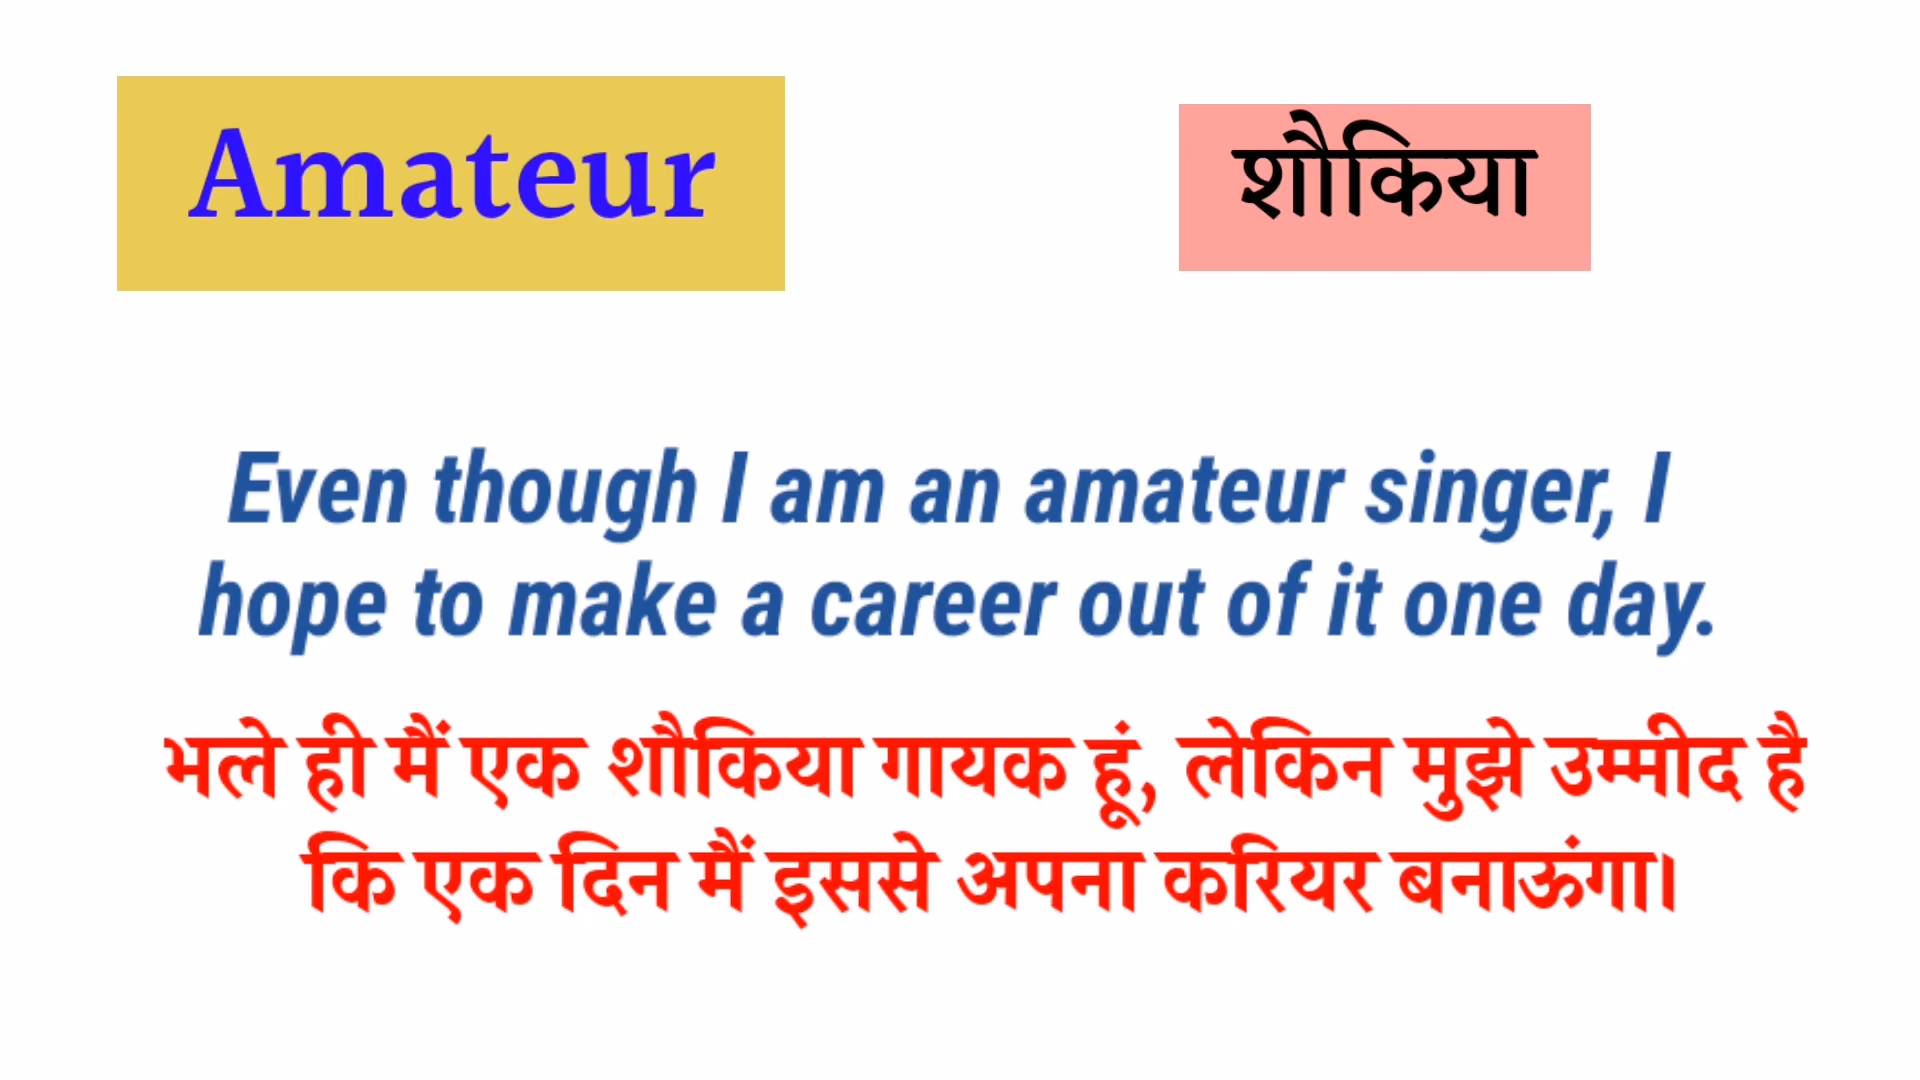 Amateur
शौकिया
Even though I am an amateur singer, I
hope to make a career out of it one day.
भले ही मैं एक शौकिया गायक हूं, लेकिन मुझे उम्मीद है
कि एक दिन मैं इससे अपना करियर बनाऊंगा।